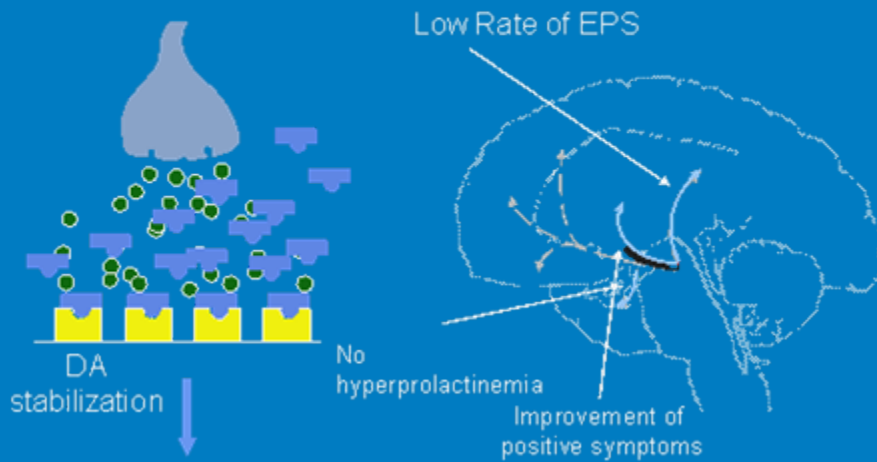 Low Rate of EPS
DA
stabilization
No
hyperprolactinemia
Improvement of
positive symptoms